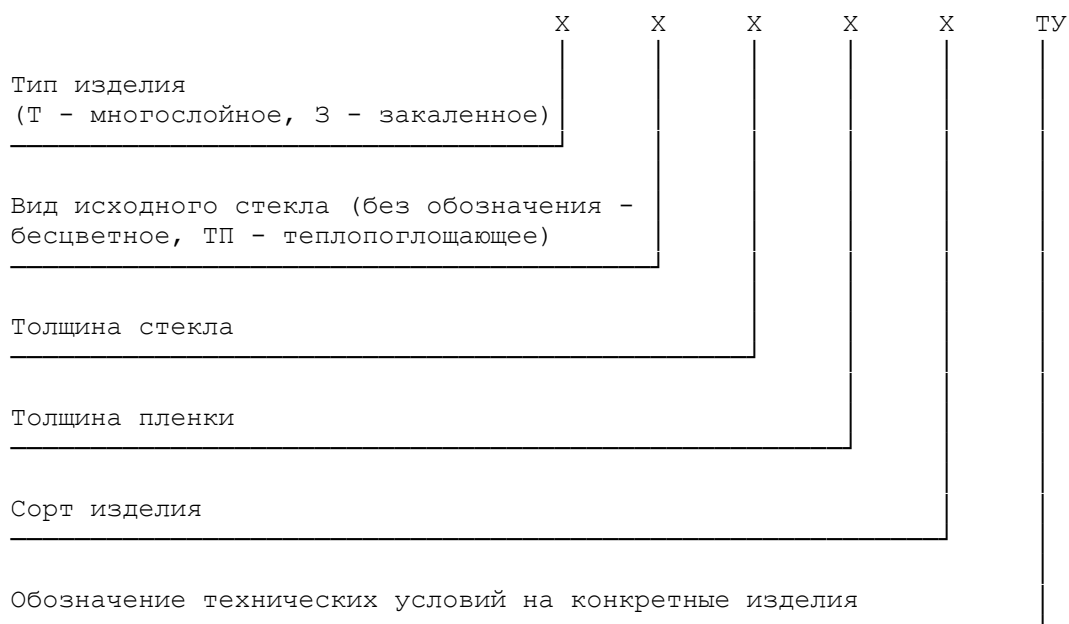 X X X X X ТУ
Тип изделия
(Т - многослойное, З - закаленное)
Вид исходного стекла (без обозначения -
бесцветное, ТП - теплопоглощающее)
Толщина стекла
Толщина пленки
Сорт изделия
Обозначение технических условий на конкретные изделия